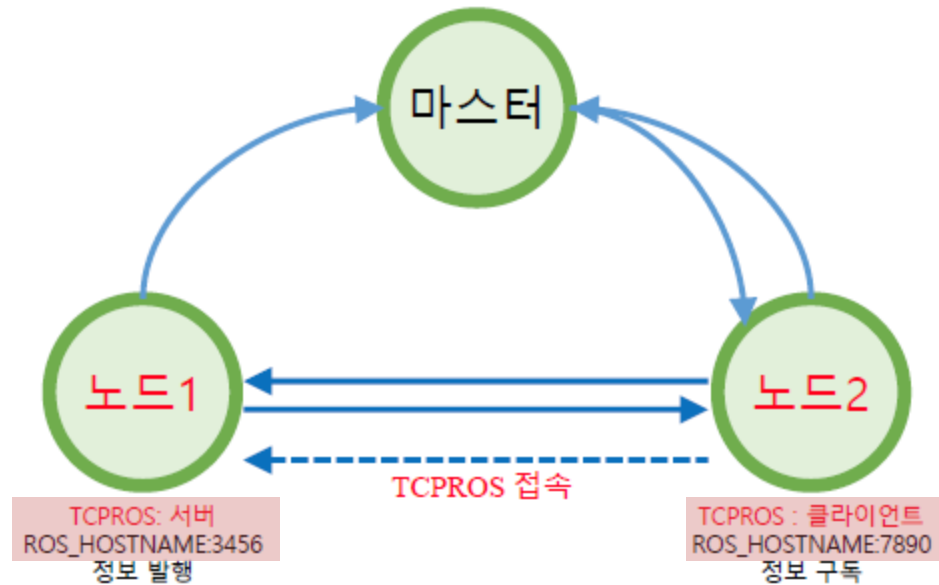 마스터
노드1
노드2
TCPROS 접속
TCPROS: 서버
ROS_HOSTNAME:3456
정보 발행
TCPROS : 클라이언트
ROS_HOSTNAME:7890
정보 구독